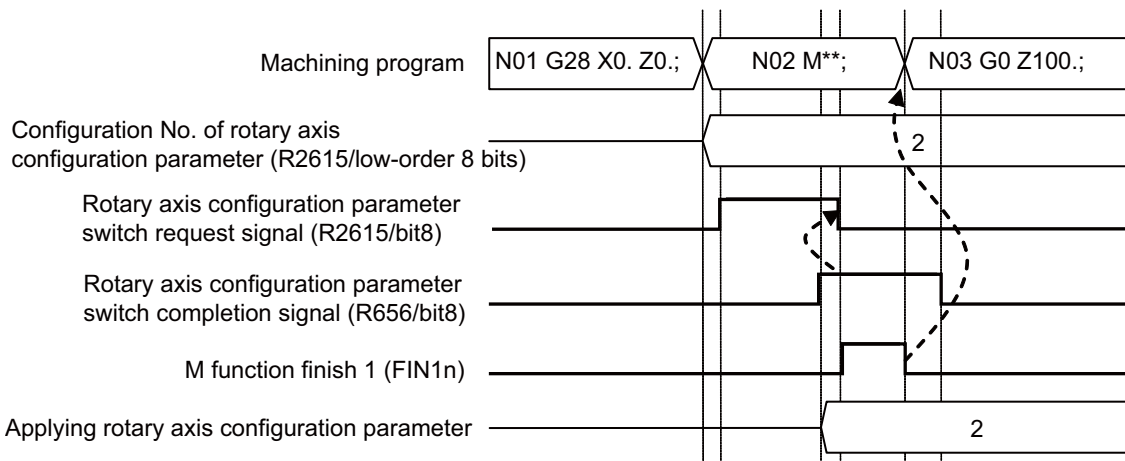 Machining program
N01 G28 X0. Z0.;
N02 M**;
N03 G0 Z100.;
Configuration No. of rotary axis
configuration parameter (R2615/low-order 8 bits)
2
Rotary axis configuration parameter
switch request signal (R2615/bit8)
Rotary axis configuration parameter
switch completion signal (R656/bit8)
M function finish 1 (FIN1n)
Applying rotary axis configuration parameter
2